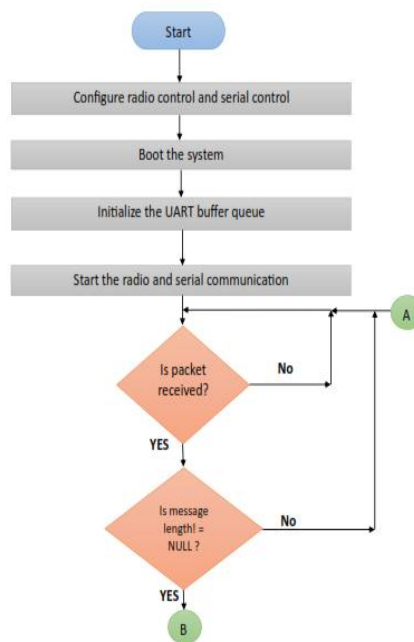 Start
Configure radio control and serial control
Boot the system
Initialize the UART buffer queue
Start the radio and serial communication
A
Is packet
received?
No
YES
Is message
length! =
NULL ?
No
YES
B